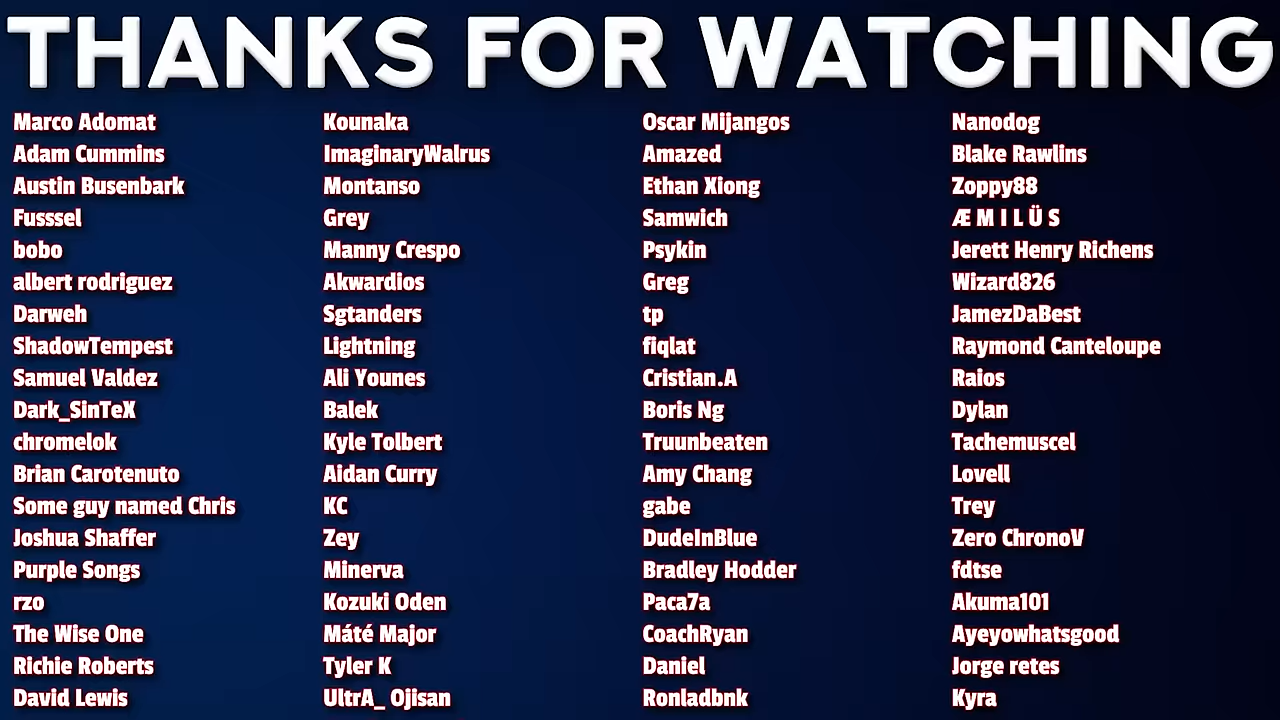 THANKS FOR WATCHING
Marco Adomat
Adam Cummins
Austin Busenbark
Fusssel
bobo
albert rodriguez
Darweh
ShadowTempest
Samuel Valdez
Dark_SinTeX
chromelok
Brian Carotenuto
Some guy named Chris
Joshua Shaffer
Purple Songs
rzo
The Wise One
Richie Roberts
David Lewis
Kounaka
ImaginaryWalrus
Montanso
Grey
Manny Crespo
Akwardios
Sgtanders
Lightning
Ali Younes
Balek
Kyle Tolbert
Aidan Curry
KC
Zey
Minerva
Kozuki Oden
Máté Major
Tyler K
UltrA_ Ojisan
Oscar Mijangos
Amazed
Ethan Xiong
Samwich
Psykin
Greg
tp
fiqlat
Cristian.A
Boris Ng
Truunbeaten
Amy Chang
gabe
DudeInBlue
Bradley Hodder
Paca7a
CoachRyan
Daniel
Ronladbnk
Nanodog
Blake Rawlins
Zoppy88
Æ M I L Ü S
Jerett Henry Richens
Wizard826
JamezDaBest
Raymond Canteloupe
Raios
Dylan
Tachemuscel
Lovell
Trey
Zero ChronoV
fdtse
Akuma101
Ayeyowhatsgood
Jorge retes
Kyra